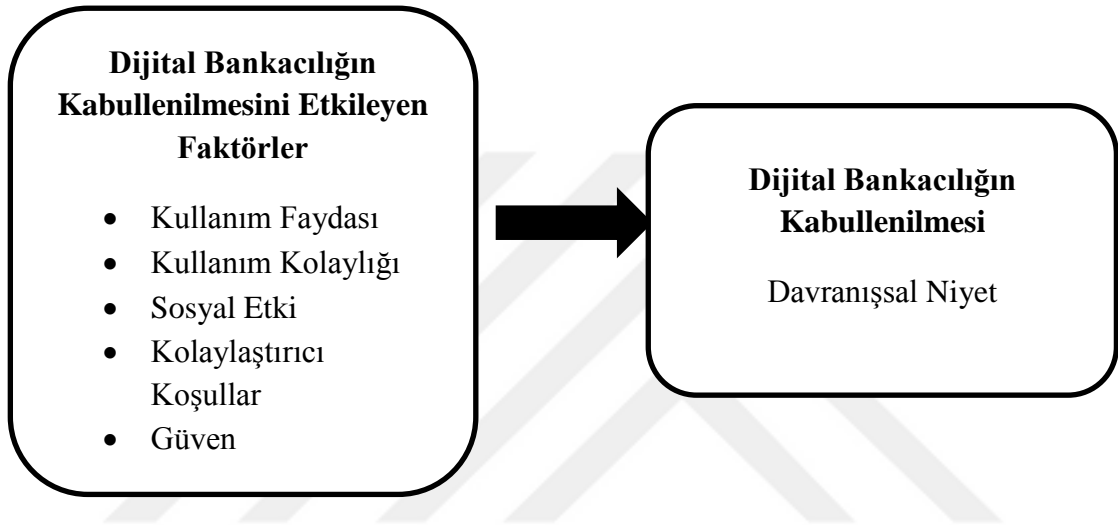 Dijital Bankacılığın
Kabullenilmesini Etkileyen
Faktörler
• Kullanım Faydası
• Kullanım Kolaylığı
• Sosyal Etki
• Kolaylaştırıcı
Koşullar
• Güven
Dijital Bankacılığın
Kabullenilmesi
Davranışsal Niyet